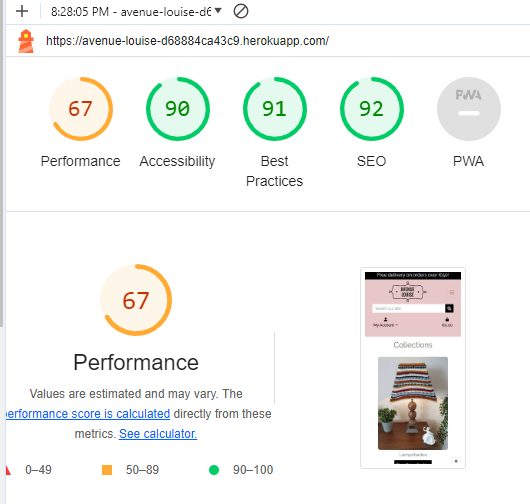 8:28:05 PM - avenue-louise-d6
https://avenue-louise-d68884ca43c9.herokuapp.com/
67
90
91
92
PWA
Performance
Accessibility
Best
Practices
SEO
PWA
67
Performance
Values are estimated and may vary. The
performance score is calculated directly from these
metrics. See calculator.
0–49
50–89
90–100
Free delivery on orders over €50!
AVENUE
LOUISE
Search our site
My Account
€0.00
Collections
Lampshades